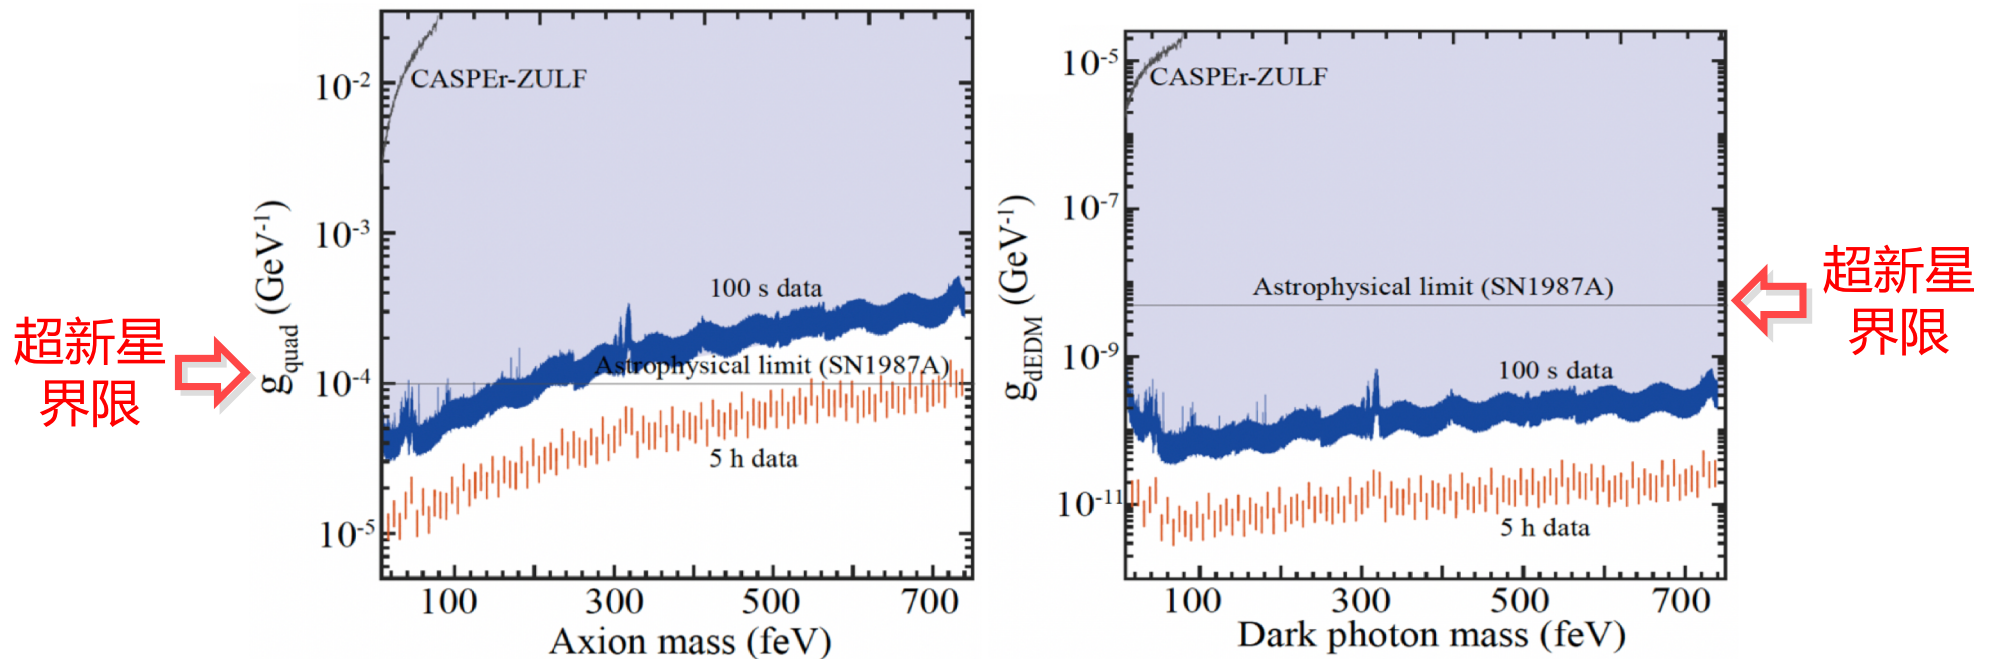 超新星
界限
g_quad (GeV⁻¹)
10⁻²
10⁻³
10⁻⁴
10⁻⁵
CASPEr-ZULF
100 s data
Astrophysical limit (SN1987A)
5 h data
100 300 500 700
Axion mass (feV)
g_dEDM (GeV⁻¹)
10⁻⁵
10⁻⁷
10⁻⁹
10⁻¹¹
CASPEr-ZULF
Astrophysical limit (SN1987A)
100 s data
5 h data
100 300 500 700
Dark photon mass (feV)
超新星
界限